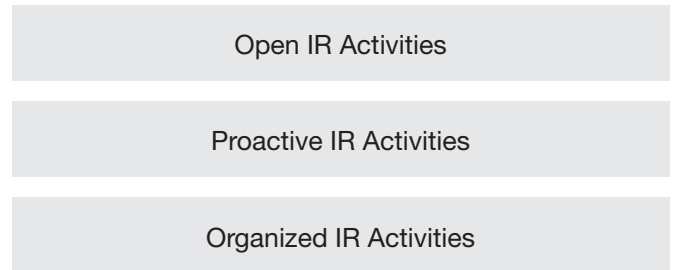 Open IR Activities
Proactive IR Activities
Organized IR Activities